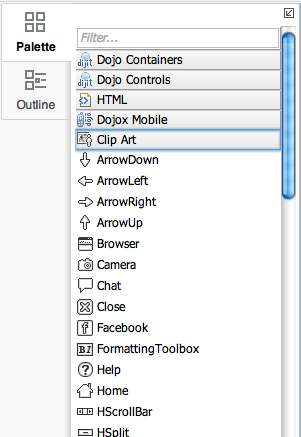 Palette
Outline
Filter...
Dojo Containers
Dojo Controls
HTML
Dojox Mobile
Clip Art
ArrowDown
ArrowLeft
ArrowRight
ArrowUp
Browser
Camera
Chat
Close
Facebook
FormattingToolbox
Help
Home
HScrollBar
HSplit